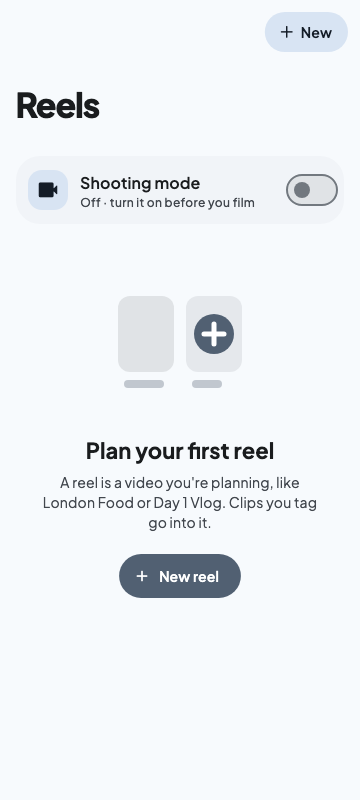 New
Reels
Shooting mode
Off · turn it on before you film
Plan your first reel
A reel is a video you're planning, like
London Food or Day 1 Vlog. Clips you tag
go into it.
New reel